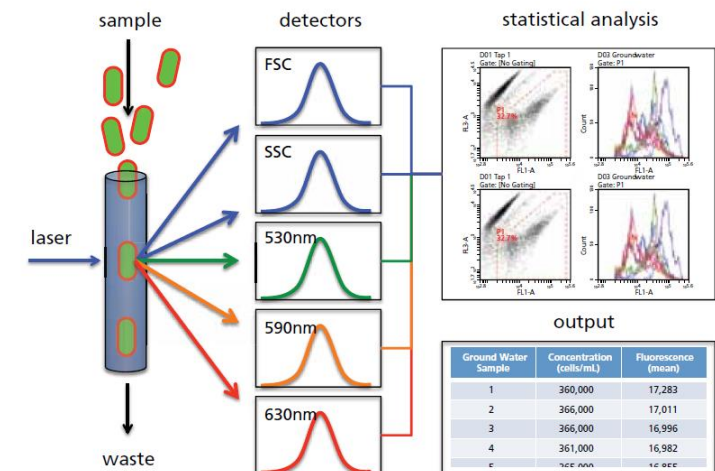 sample
detectors
statistical analysis
FSC
SSC
530nm
590nm
630nm
laser
waste
D01 Tap 1
Gate: [No Gating]
P1
32.7%
FL3-A
FL1-A
D03 Groundwater
Gate: P1
Count
FL1-A
D01 Tap 1
Gate: [No Gating]
P1
32.7%
FL3-A
FL1-A
D03 Groundwater
Gate: P1
Count
FL1-A
output
Ground Water Sample
Concentration (cells/mL)
Fluorescence (mean)
1 360,000 17,283
2 366,000 17,011
3 366,000 16,996
4 361,000 16,982